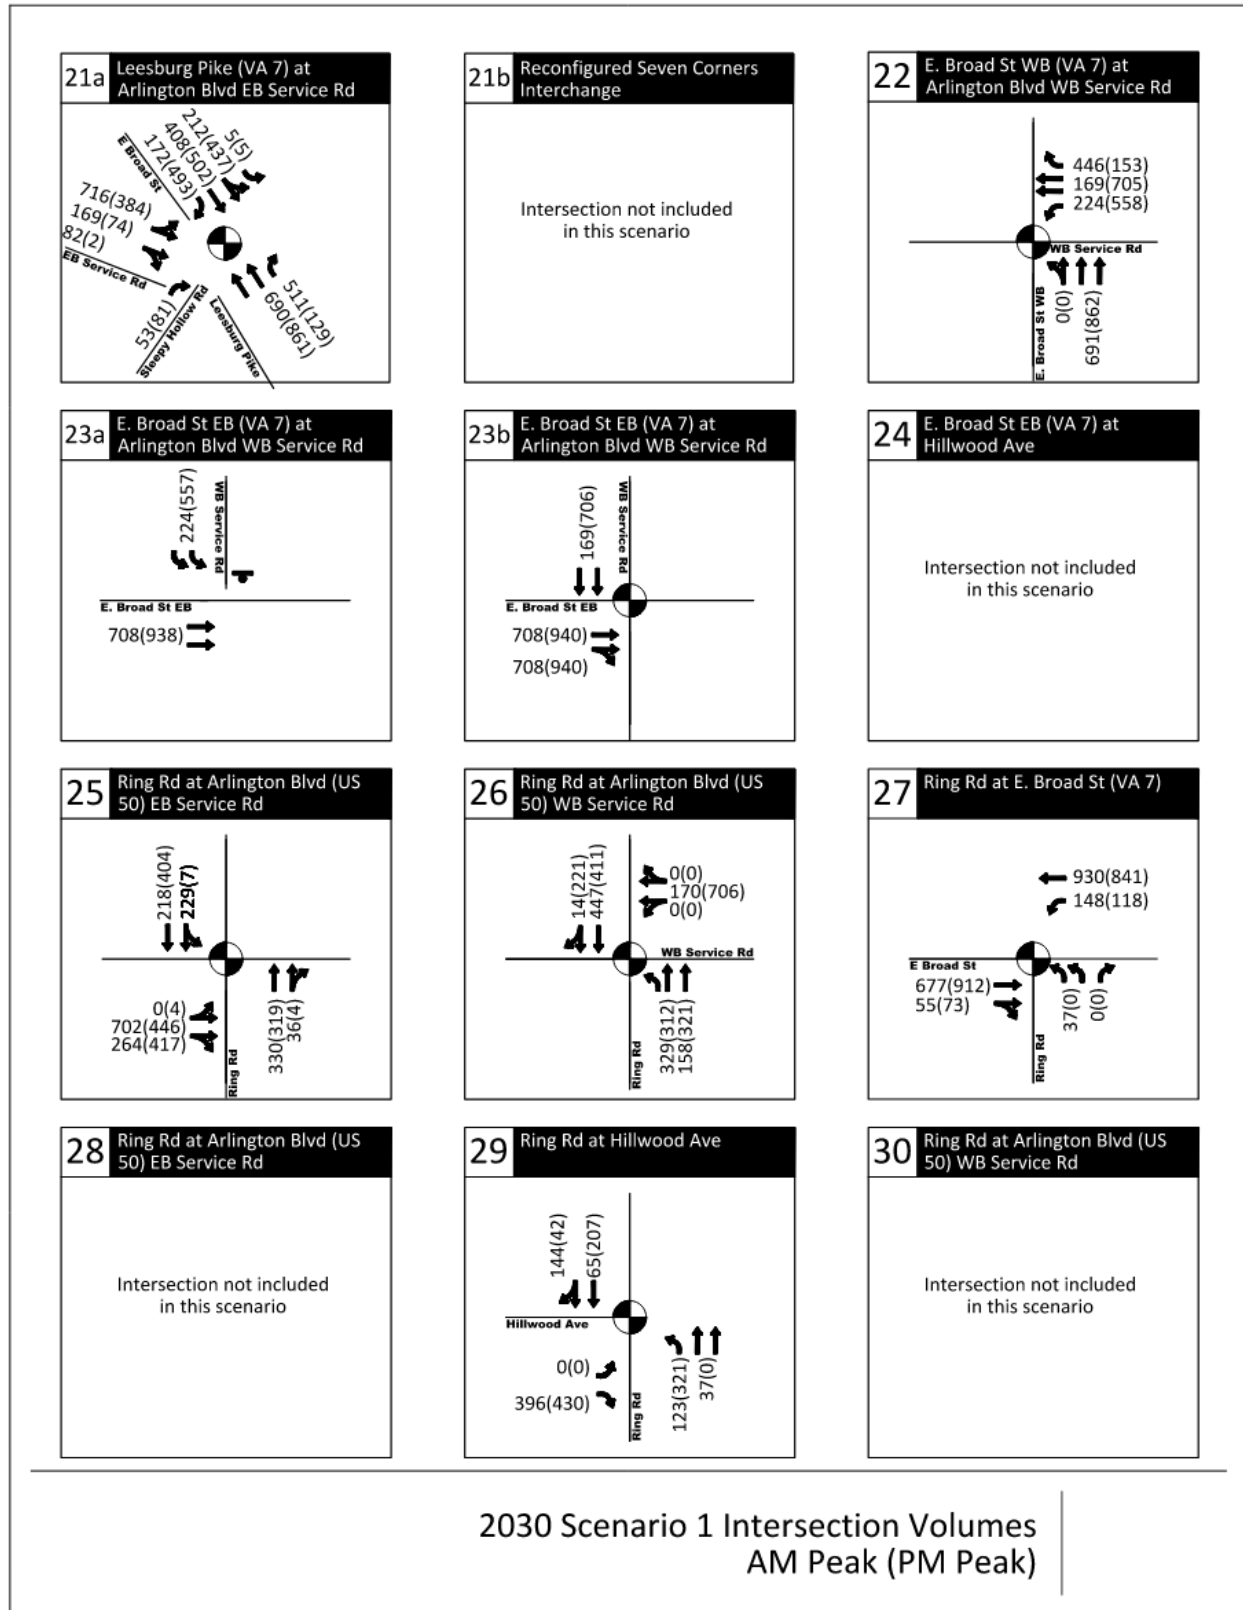 21a
Leesburg Pike (VA 7) at
Arlington Blvd EB Service Rd
5(5)
212(437)
408(502)
172(493)
E Broad St
716(384)
169(74)
82(2)
EB Service Rd
53(81)
Sleepy Hollow Rd
Leesburg Pike
511(129)
690(861)
21b
Reconfigured Seven Corners
Interchange
Intersection not included
in this scenario
22
E. Broad St WB (VA 7) at
Arlington Blvd WB Service Rd
446(153)
169(705)
224(558)
WB Service Rd
E. Broad St WB
0(0)
691(862)
23a
E. Broad St EB (VA 7) at
Arlington Blvd WB Service Rd
224(557)
WB Service Rd
E. Broad St EB
708(938)
23b
E. Broad St EB (VA 7) at
Arlington Blvd WB Service Rd
169(706)
WB Service Rd
E. Broad St EB
708(940)
708(940)
24
E. Broad St EB (VA 7) at
Hillwood Ave
Intersection not included
in this scenario
25
Ring Rd at Arlington Blvd (US
50) EB Service Rd
218(404)
229(7)
0(4)
702(446)
264(417)
Ring Rd
330(319)
36(4)
26
Ring Rd at Arlington Blvd (US
50) WB Service Rd
14(221)
447(411)
0(0)
170(706)
0(0)
WB Service Rd
Ring Rd
329(312)
158(321)
27
Ring Rd at E. Broad St (VA 7)
930(841)
148(118)
E Broad St
677(912)
55(73)
Ring Rd
37(0)
0(0)
28
Ring Rd at Arlington Blvd (US
50) EB Service Rd
Intersection not included
in this scenario
29
Ring Rd at Hillwood Ave
144(42)
65(207)
Hillwood Ave
0(0)
396(430)
Ring Rd
123(321)
37(0)
30
Ring Rd at Arlington Blvd (US
50) WB Service Rd
Intersection not included
in this scenario
2030 Scenario 1 Intersection Volumes
AM Peak (PM Peak)